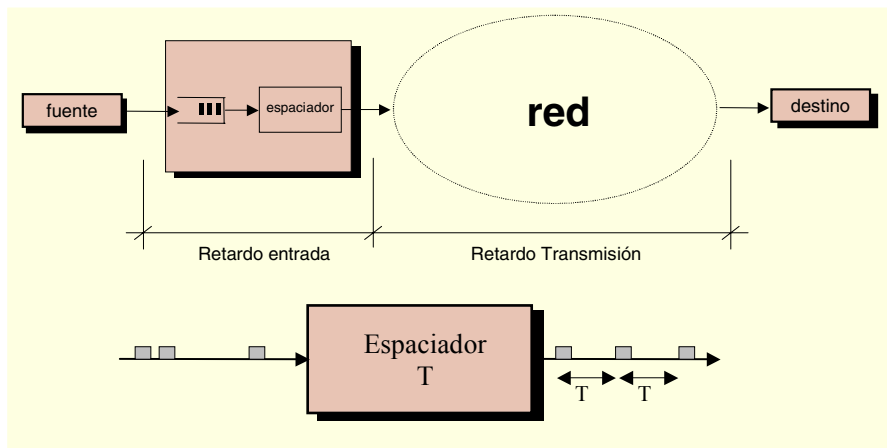 fuente
espaciador
red
destino
Retardo entrada
Retardo Transmisión
Espaciador
T
T
T